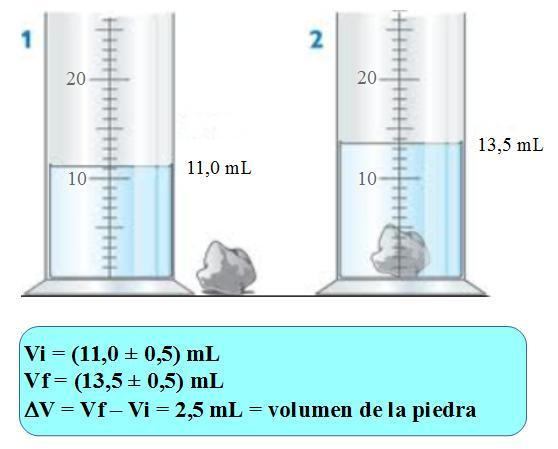 1
20
10
11,0 mL
2
20
10
13,5 mL
Vi = (11,0 ± 0,5) mL
Vf = (13,5 ± 0,5) mL
ΔV = Vf – Vi = 2,5 mL = volumen de la piedra